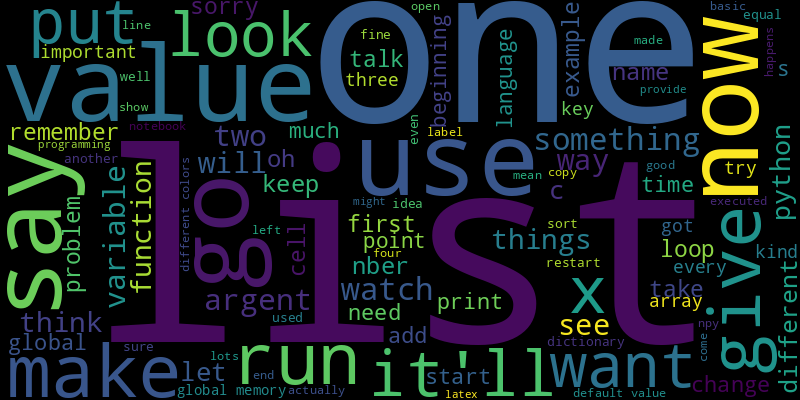 put
line
important
look
sorry
one
open
beginning
fine
talk
three
language
example
made
name
provide
key
basic
equal
happens
s
now
try
value
well
show
remember
notebook
programming
another
two
much
oh
will
even
label
use
something
way
c
mean
copy
good
time
executed
python
say
problem
variable
function
different colors
go
cell
list
keep
might
idea
first
point
four
left
nber
things
sort
restart
got
loop
every
kind
take
array
give
different
argent
watch
need
print
x
see
used
add
dictionary
npy
come
think
global
sure
make
let
lots
run
end
global memory
actually
it'll
start
latex
want
default value
change